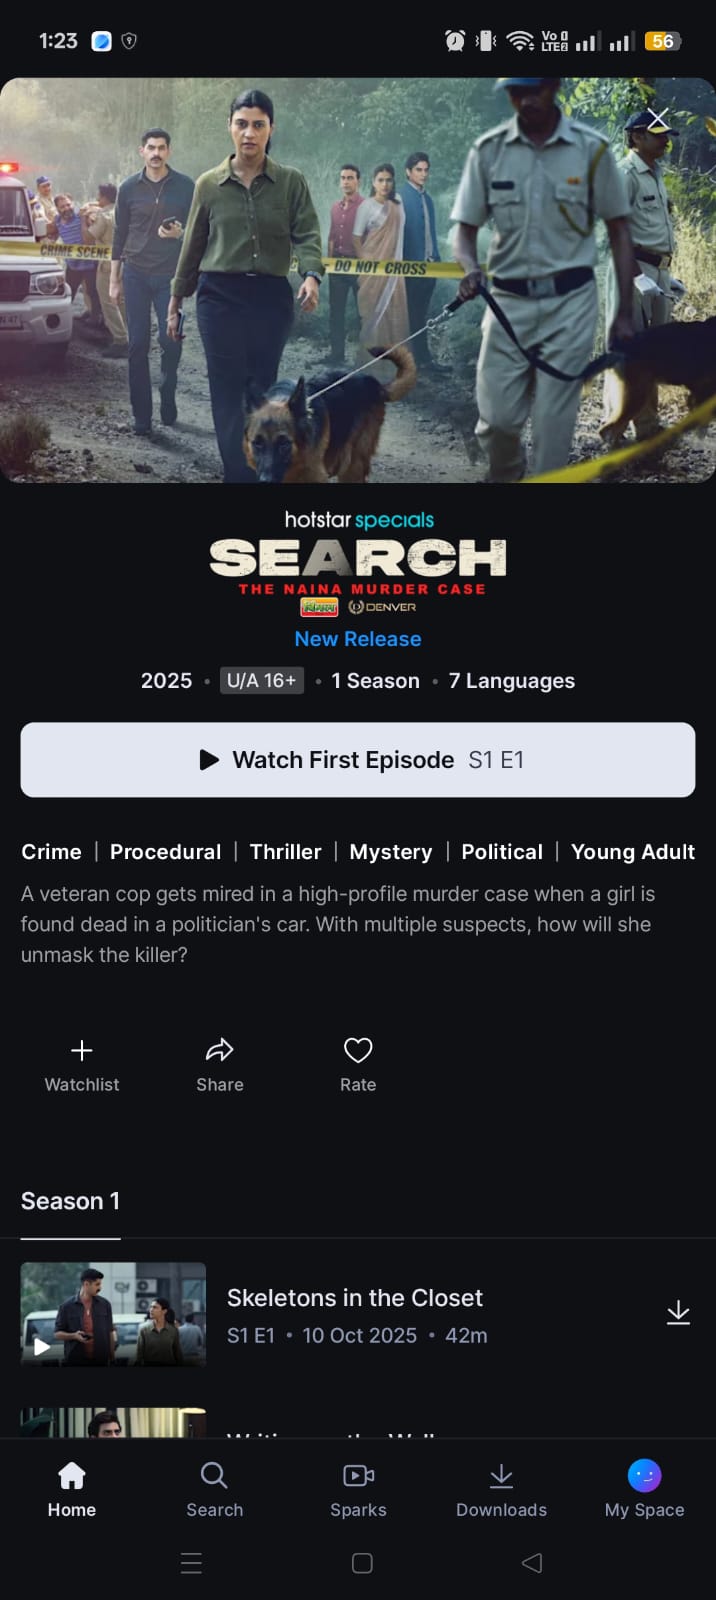 1:23
Vo
LTE2
56
CRIME SCENE
DO NOT CROSS
hotstar specials
SEARCH
THE NAINA MURDER CASE
DENVER
New Release
2025 • U/A 16+ • 1 Season • 7 Languages
Watch First Episode S1 E1
Crime | Procedural | Thriller | Mystery | Political | Young Adult
A veteran cop gets mired in a high-profile murder case when a girl is
found dead in a politician's car. With multiple suspects, how will she
unmask the killer?
Watchlist
Share
Rate
Season 1
Skeletons in the Closet
S1 E1 • 10 Oct 2025 • 42m
Home
Search
Sparks
Downloads
My Space